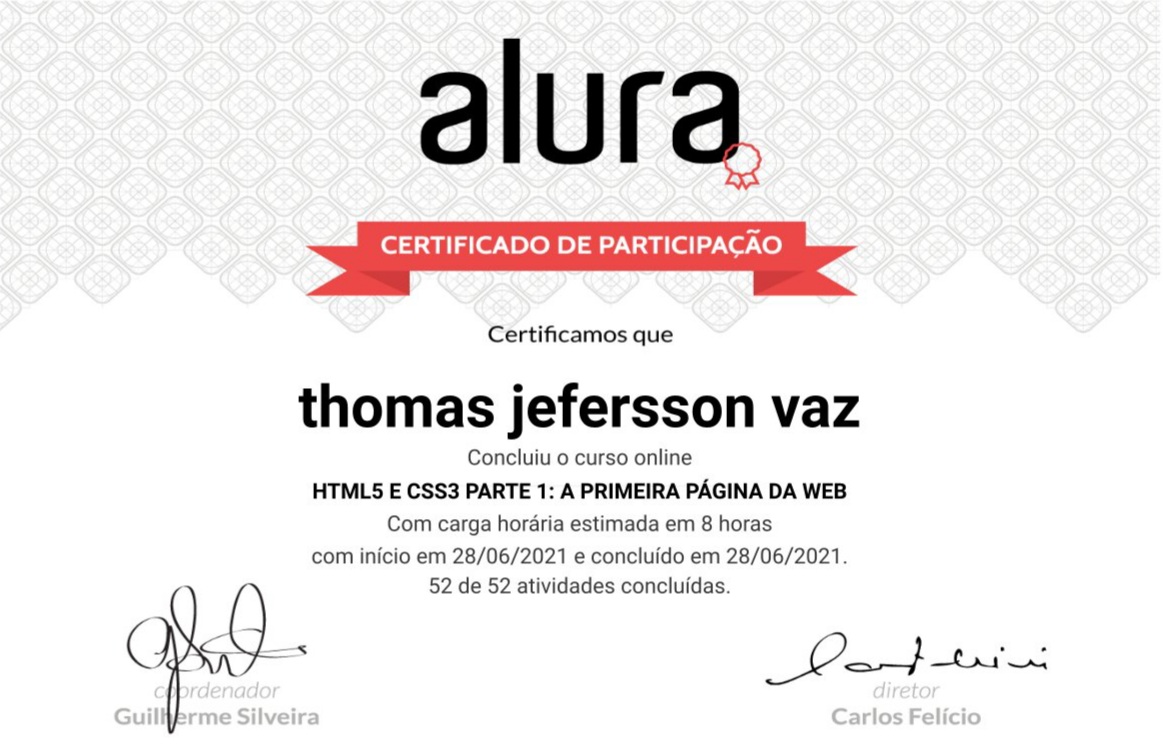 alura
CERTIFICADO DE PARTICIPAÇÃO
Certificamos que
thomas jefersson vaz
Concluiu o curso online
HTML5 E CSS3 PARTE 1: A PRIMEIRA PÁGINA DA WEB
Com carga horária estimada em 8 horas
com início em 28/06/2021 e concluído em 28/06/2021.
52 de 52 atividades concluídas.
coordenador
Guilherme Silveira
diretor
Carlos Felício